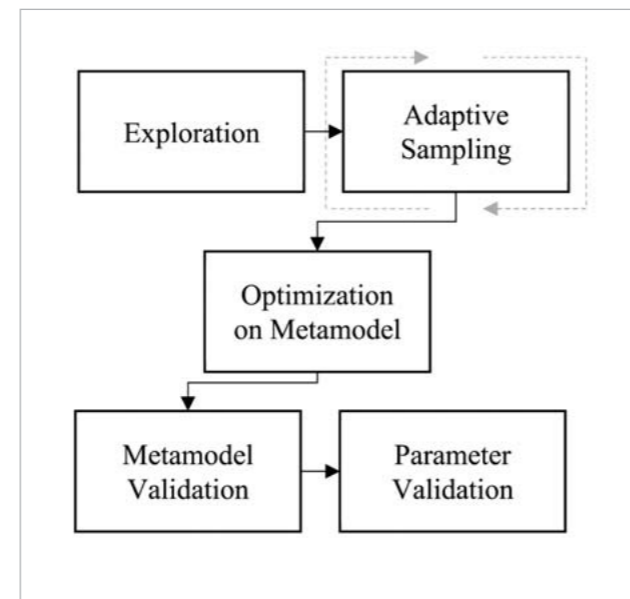 Exploration
Adaptive
Sampling
Optimization
on Metamodel
Metamodel
Validation
Parameter
Validation